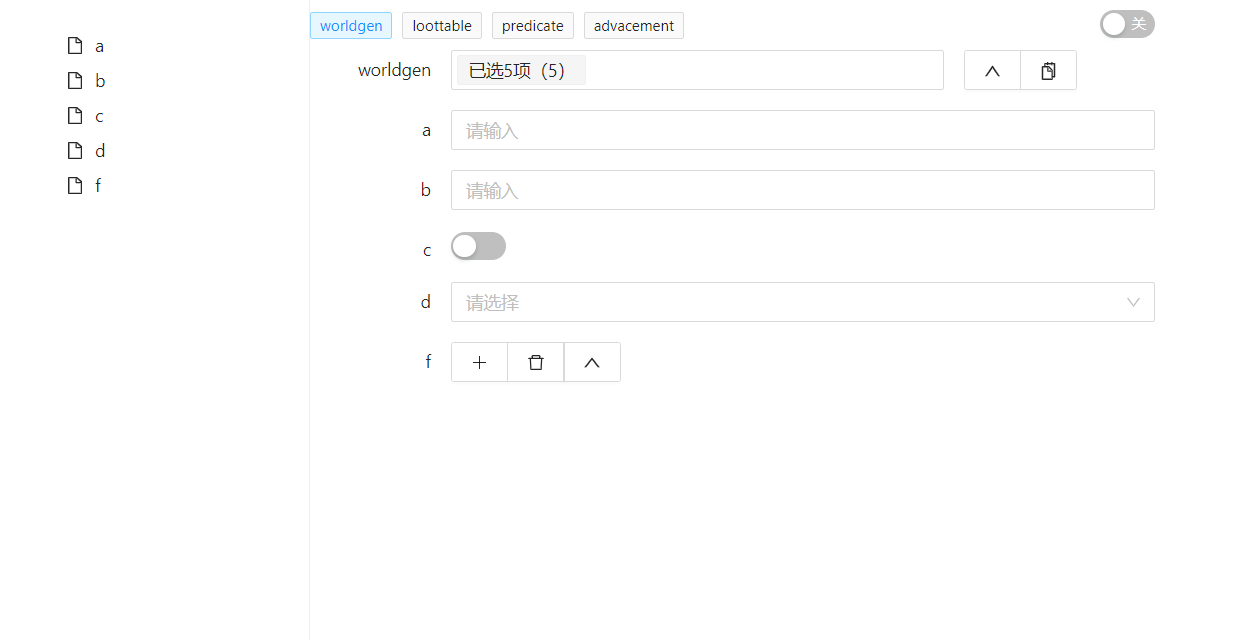 a
b
c
d
f
worldgen loottable predicate advacement 关
worldgen 已选5项（5）
a 请输入
b 请输入
c
d 请选择
f